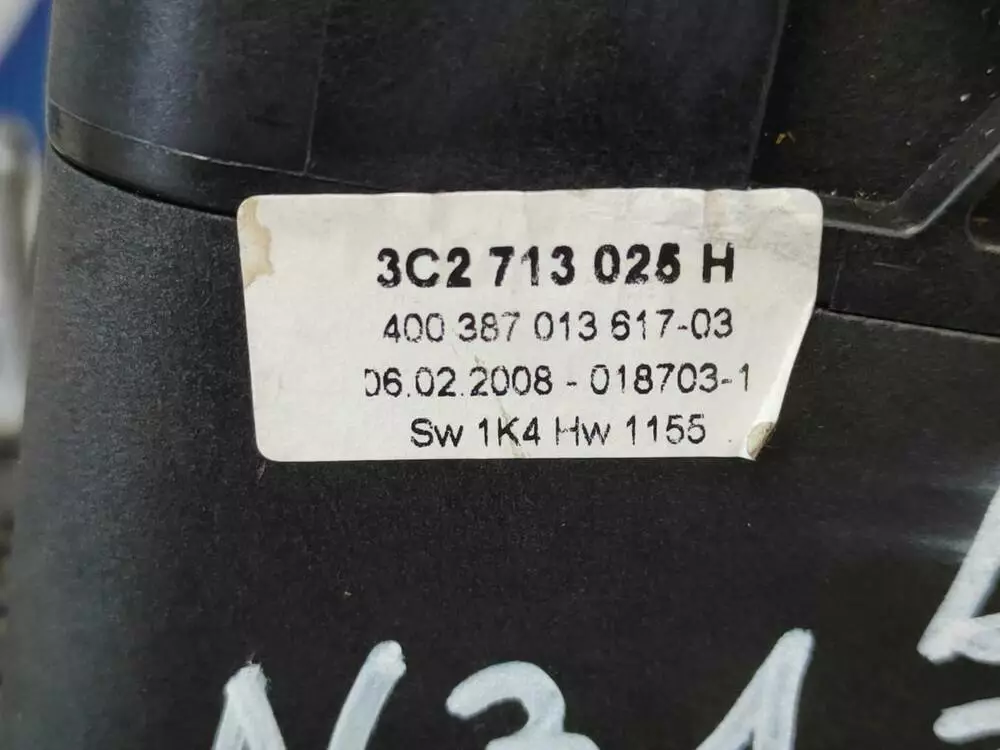 3C2 713 025 H
400 387 013 617-03
06.02.2008 - 018703-1
Sw 1K4 Hw 1155